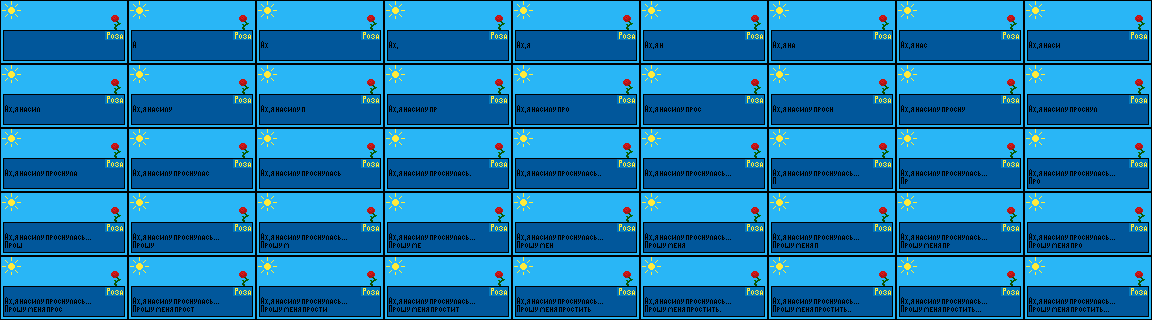 Роза
Роза
А
Роза
Ах
Роза
Ах,
Роза
Ах, я
Роза
Ах, я н
Роза
Ах, я на
Роза
Ах, я нас
Роза
Ах, я наси
Роза
Ах, я насил
Роза
Ах, я насилу
Роза
Ах, я насилу п
Роза
Ах, я насилу пр
Роза
Ах, я насилу про
Роза
Ах, я насилу прос
Роза
Ах, я насилу просн
Роза
Ах, я насилу просну
Роза
Ах, я насилу проснул
Роза
Ах, я насилу проснула
Роза
Ах, я насилу проснулас
Роза
Ах, я насилу проснулась
Роза
Ах, я насилу проснулась.
Роза
Ах, я насилу проснулась..
Роза
Ах, я насилу проснулась...
Роза
Ах, я насилу проснулась...
П
Роза
Ах, я насилу проснулась...
Пр
Роза
Ах, я насилу проснулась...
Про
Роза
Ах, я насилу проснулась...
Прош
Роза
Ах, я насилу проснулась...
Прошу
Роза
Ах, я насилу проснулась...
Прошу м
Роза
Ах, я насилу проснулась...
Прошу ме
Роза
Ах, я насилу проснулась...
Прошу мен
Роза
Ах, я насилу проснулась...
Прошу меня
Роза
Ах, я насилу проснулась...
Прошу меня п
Роза
Ах, я насилу проснулась...
Прошу меня пр
Роза
Ах, я насилу проснулась...
Прошу меня про
Роза
Ах, я насилу проснулась...
Прошу меня прос
Роза
Ах, я насилу проснулась...
Прошу меня прост
Роза
Ах, я насилу проснулась...
Прошу меня прости
Роза
Ах, я насилу проснулась...
Прошу меня простит
Роза
Ах, я насилу проснулась...
Прошу меня простить
Роза
Ах, я насилу проснулась...
Прошу меня простить.
Роза
Ах, я насилу проснулась...
Прошу меня простить..
Роза
Ах, я насилу проснулась...
Прошу меня простить...
Роза
Ах, я насилу проснулась...
Прошу меня простить...